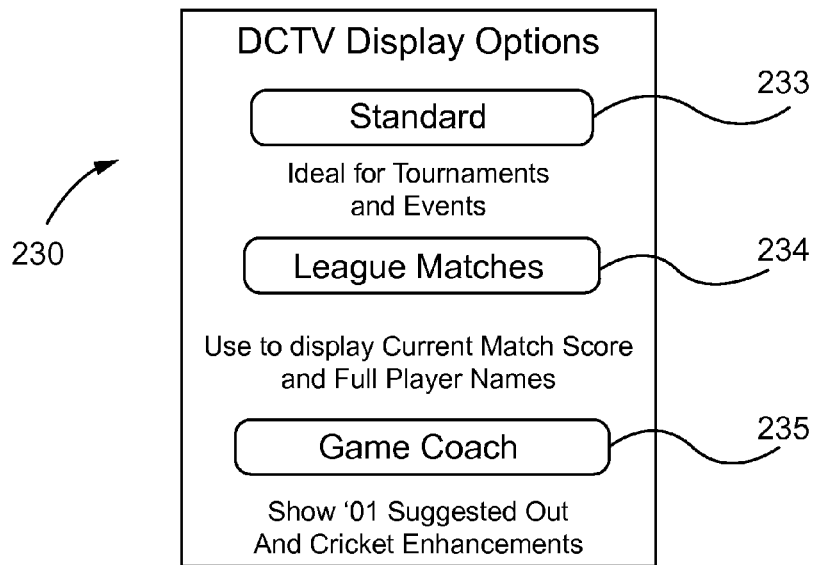 DCTV Display Options
Standard
233
Ideal for Tournaments
and Events
230
League Matches
234
Use to display Current Match Score
and Full Player Names
Game Coach
235
Show ‘01 Suggested Out
And Cricket Enhancements